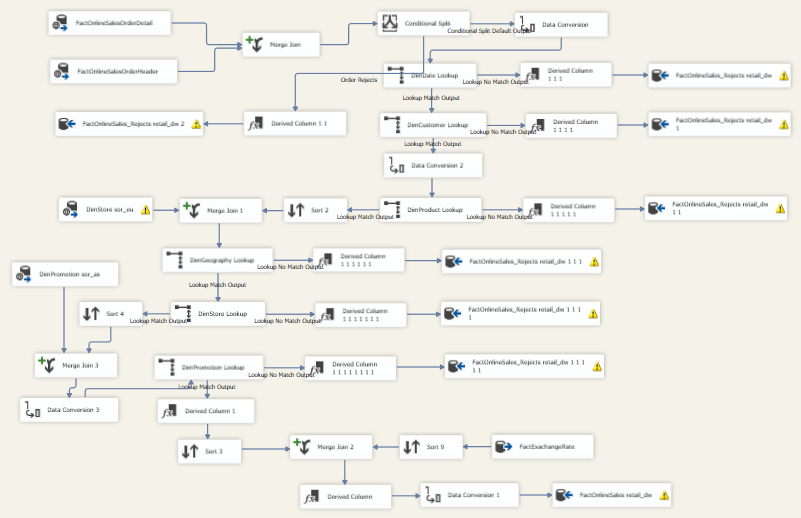 FactOnlineSalesOrderDetail
Merge Join
Conditional Split
Conditional Split Default Output
Data Conversion
FactOnlineSalesOrderHeader
Order Rejects
DimDate Lookup
Lookup No Match Output
Derived Column
1 1 1
FactOnlineSales_Rejects retail_dw
Lookup Match Output
FactOnlineSales_Rejects retail_dw 2
Derived Column 1 1
DimCustomer Lookup
Lookup No Match Output
Derived Column
1 1 1 1
FactOnlineSales_Rejects retail_dw
1
Lookup Match Output
Data Conversion 2
DimStore sor_eu
Merge Join 1
Sort 2
Lookup Match Output
DimProduct Lookup
Lookup No Match Output
Derived Column
1 1 1 1 1
FactOnlineSales_Rejects retail_dw
1 1
DimGeography Lookup
Lookup No Match Output
Derived Column
1 1 1 1 1 1
FactOnlineSales_Rejects retail_dw 1 1 1
DimPromotion sor_as
Lookup Match Output
Sort 4
Lookup Match Output
DimStore Lookup
Lookup No Match Output
Derived Column
1 1 1 1 1 1 1
FactOnlineSales_Rejects retail_dw 1 1 1
1
Merge Join 3
DimPromotion Lookup
Lookup No Match Output
Derived Column
1 1 1 1 1 1 1 1
FactOnlineSales_Rejects retail_dw 1 1 1
1 1
Lookup Match Output
Data Conversion 3
Derived Column 1
Sort 3
Merge Join 2
Sort 9
FactExachangeRate
Derived Column
Data Conversion 1
FactOnlineSales retail_dw